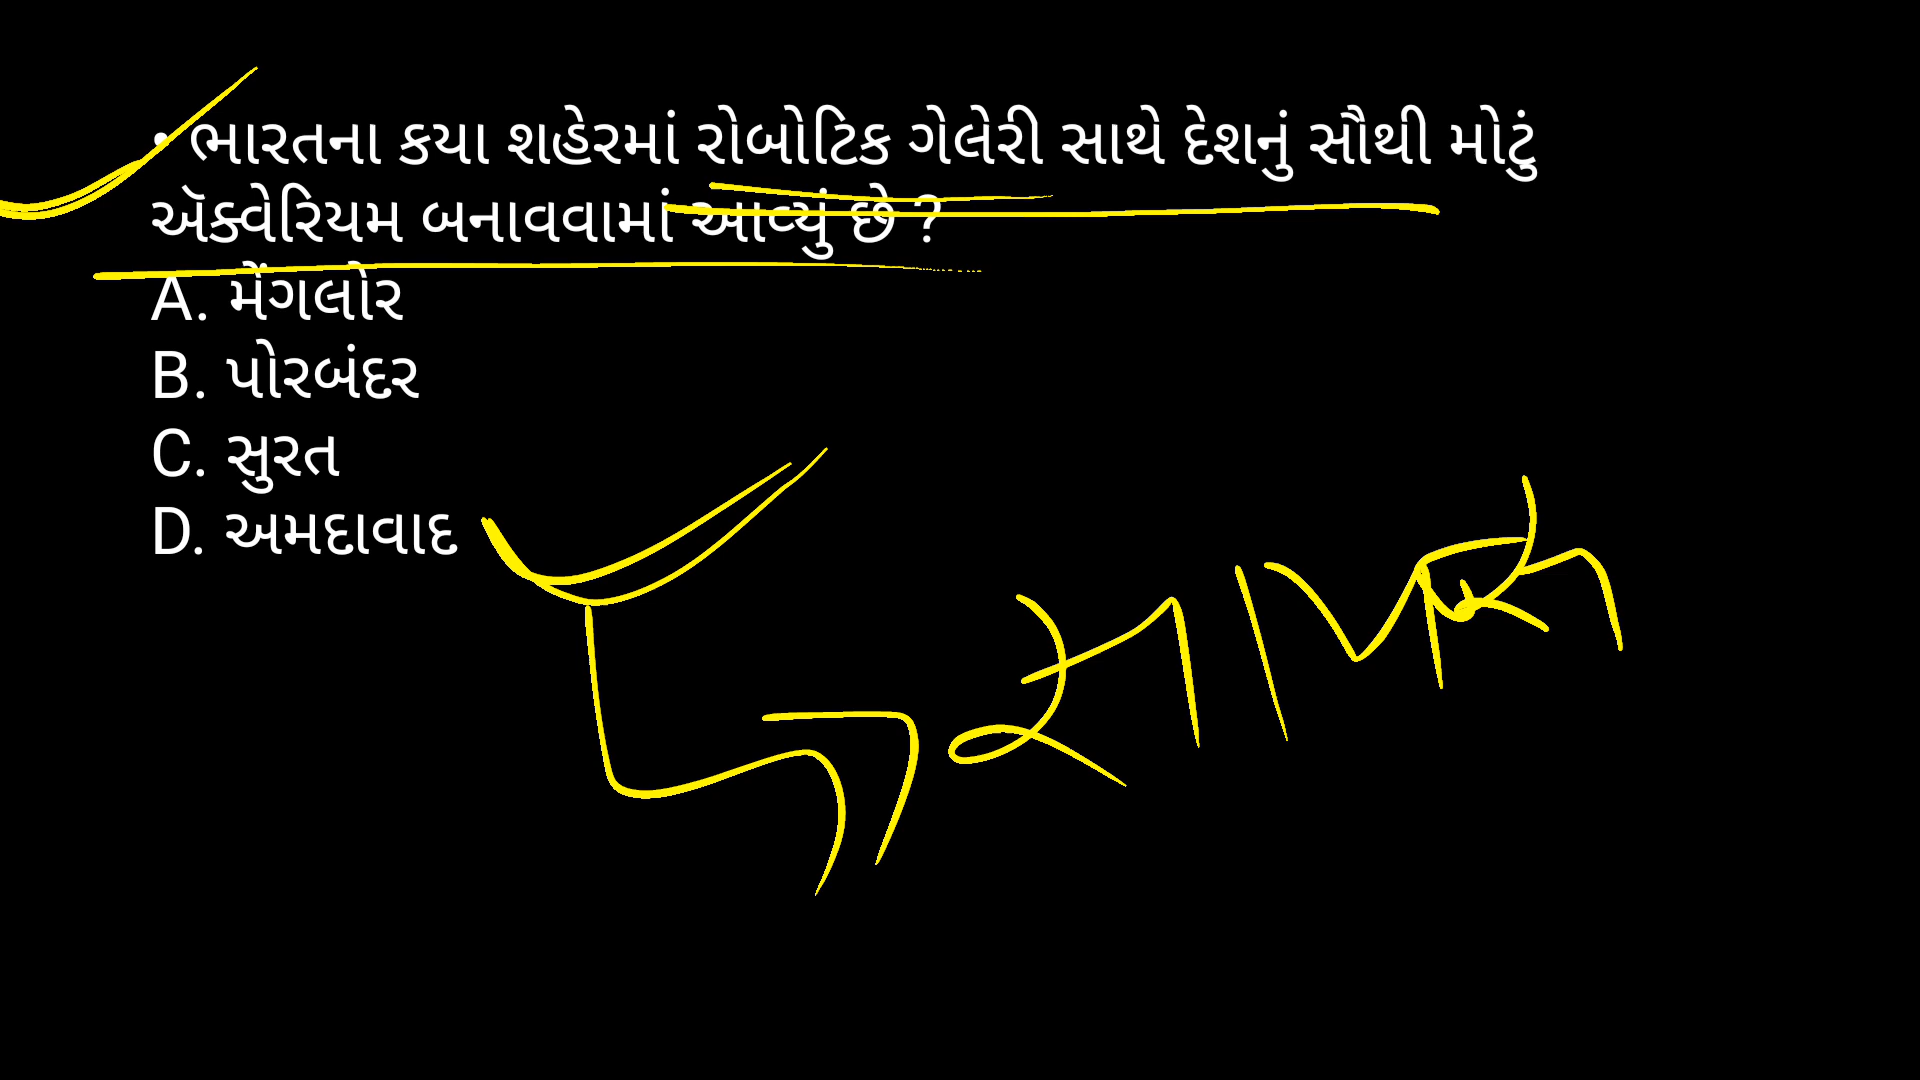 • ભારતના કયા શહેરમાં રોબોટિક ગેલેરી સાથે દેશનું સૌથી મોટું
ઍક્વેરિયમ બનાવવામાં આવ્યું છે ?
A. મેંગલોર
B. પોરબંદર
C. સુરત
D. અમદાવાદ